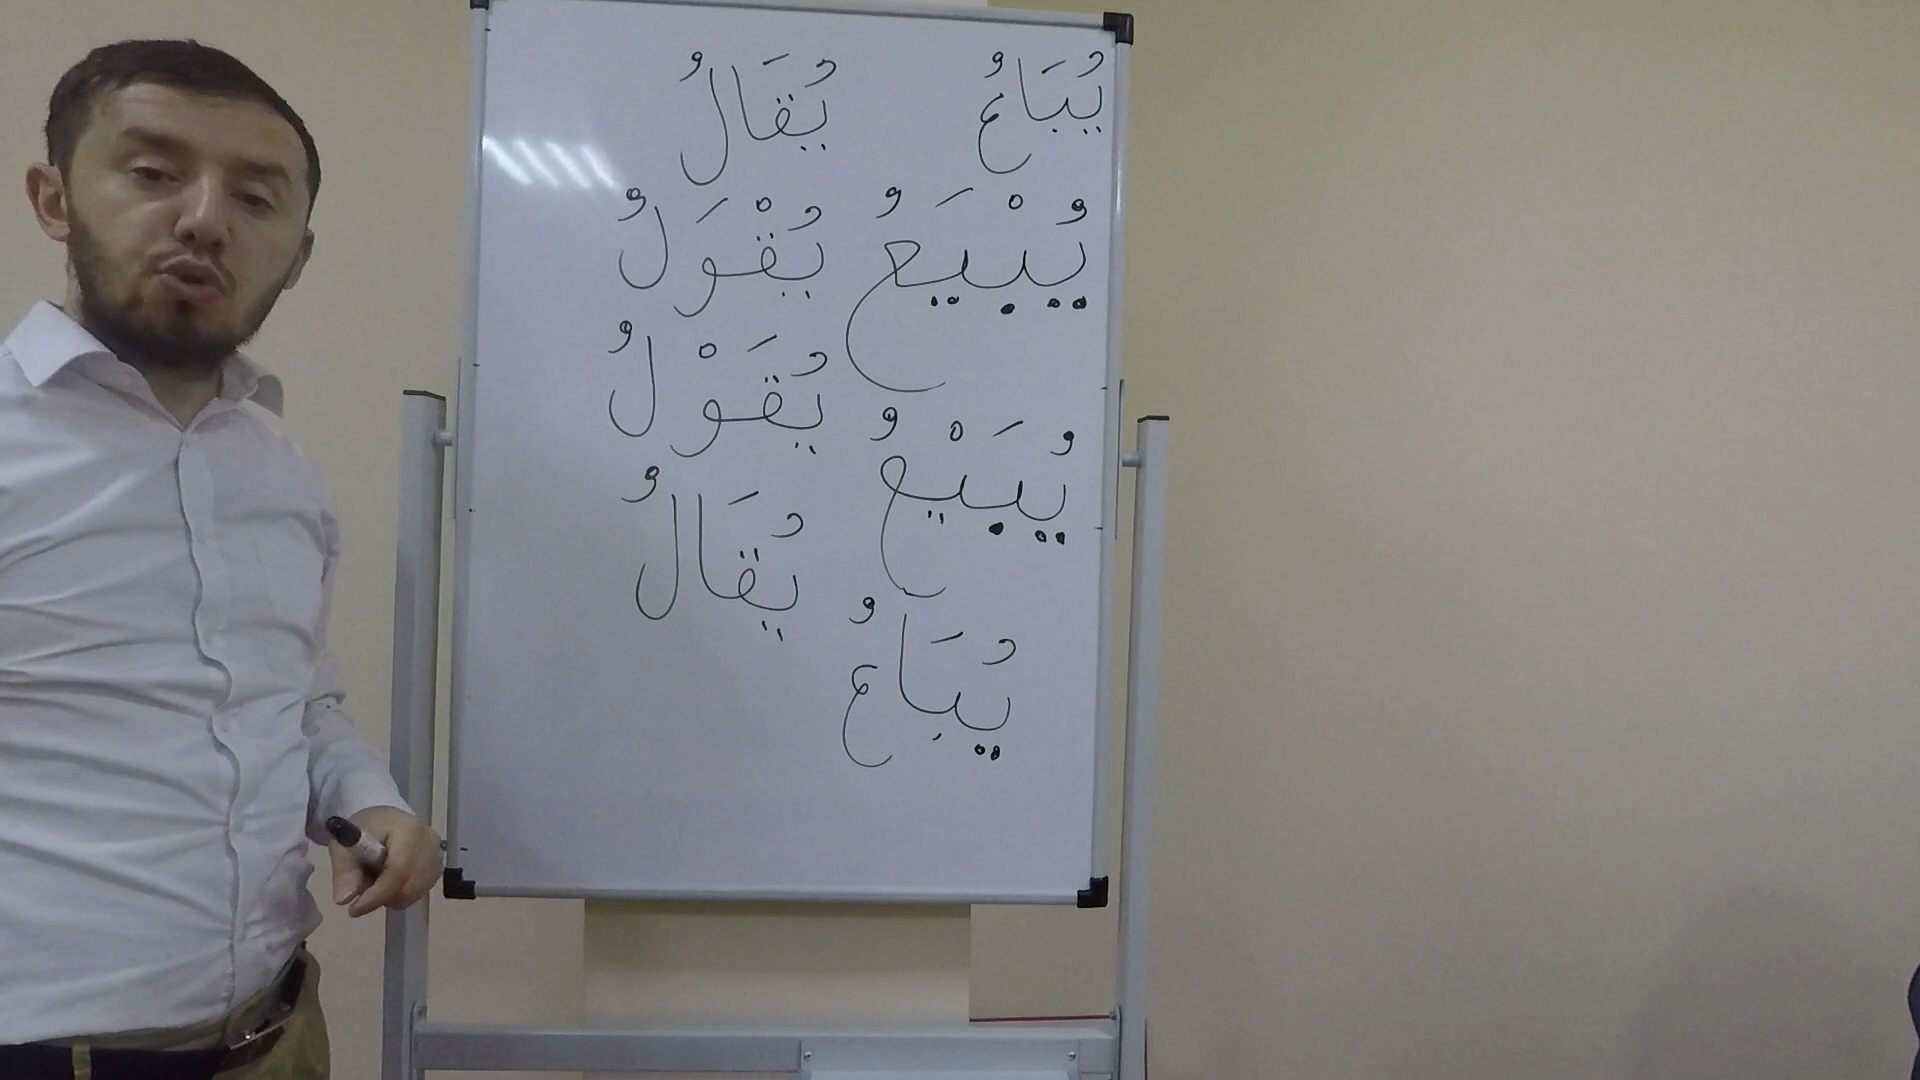 يُبَاعُ يُقَالُ
يُبْيَعُ يُقْوَلُ
يُبَيْعُ يُقَوْلُ
يُبَاعُ يُقَالُ